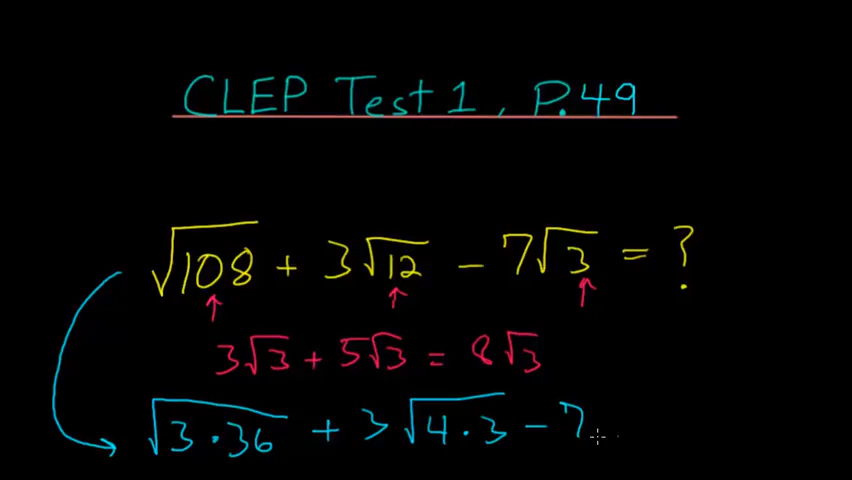 CLEP Test 1, P.49
√108 + 3√12 - 7√3 = ?
3√3 + 5√3 = 8√3
√3·36 + 3√4·3 - 7